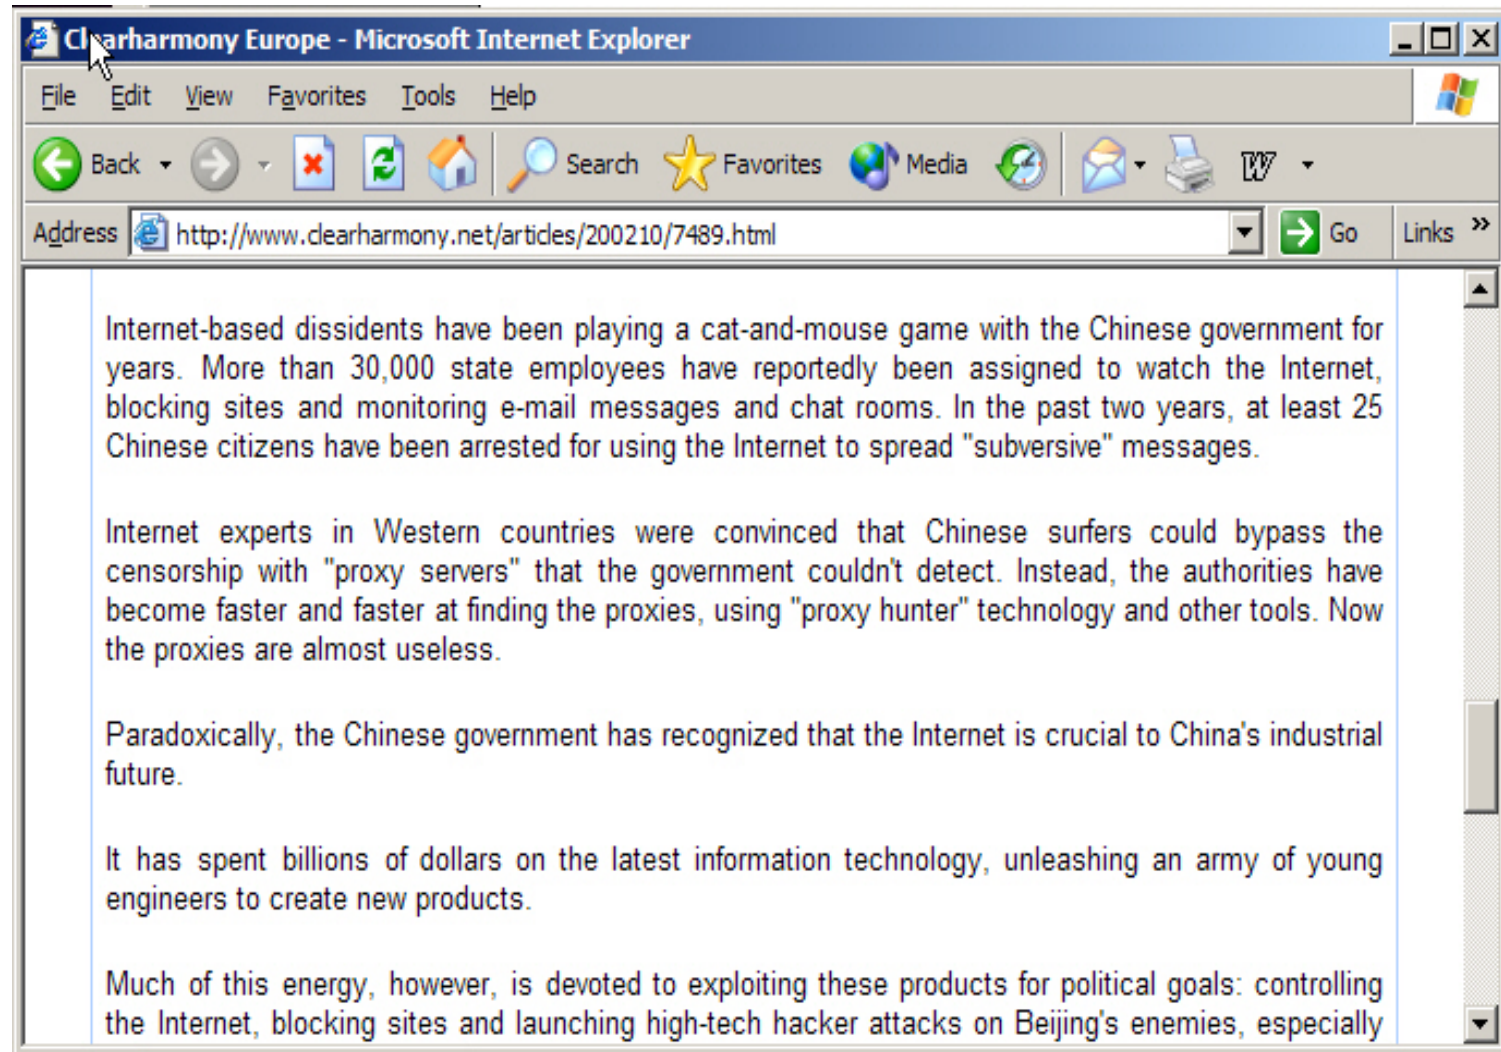 Clearharmony Europe - Microsoft Internet Explorer
File Edit View Favorites Tools Help
Back Search Favorites Media W
Address http://www.clearharmony.net/articles/200210/7489.html Go Links »
Internet-based dissidents have been playing a cat-and-mouse game with the Chinese government for
years. More than 30,000 state employees have reportedly been assigned to watch the Internet,
blocking sites and monitoring e-mail messages and chat rooms. In the past two years, at least 25
Chinese citizens have been arrested for using the Internet to spread "subversive" messages.
Internet experts in Western countries were convinced that Chinese surfers could bypass the
censorship with "proxy servers" that the government couldn't detect. Instead, the authorities have
become faster and faster at finding the proxies, using "proxy hunter" technology and other tools. Now
the proxies are almost useless.
Paradoxically, the Chinese government has recognized that the Internet is crucial to China's industrial
future.
It has spent billions of dollars on the latest information technology, unleashing an army of young
engineers to create new products.
Much of this energy, however, is devoted to exploiting these products for political goals: controlling
the Internet, blocking sites and launching high-tech hacker attacks on Beijing's enemies, especially